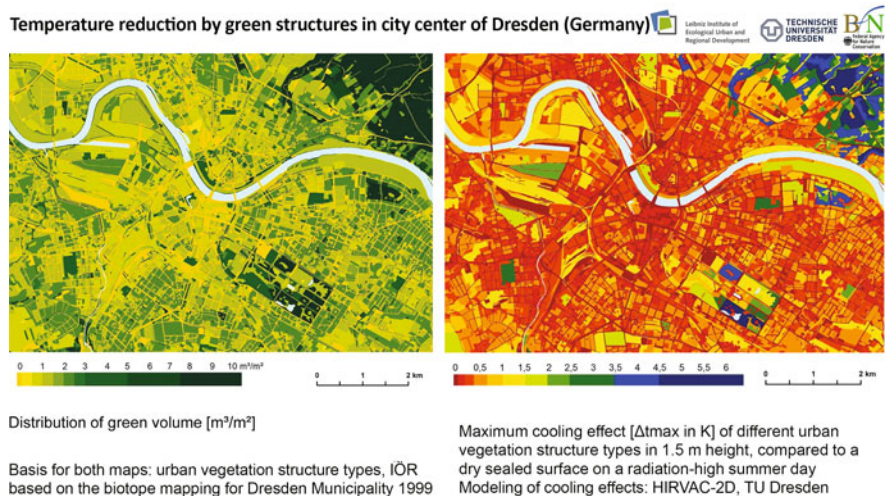 Temperature reduction by green structures in city center of Dresden (Germany)
Leibniz Institute of
Ecological Urban and
Regional Development
TECHNISCHE
UNIVERSITÄT
DRESDEN
BfN
Federal Agency
for Nature
Conservation
0 1 2 3 4 5 6 7 8 9 10 m³/m²
0 1 2 km
0 0,5 1 1,5 2 2,5 3 3,5 4 4,5 5 5,5 6
0 1 2 km
Distribution of green volume [m³/m²]
Basis for both maps: urban vegetation structure types, IÖR
based on the biotope mapping for Dresden Municipality 1999
Maximum cooling effect [Δtmax in K] of different urban
vegetation structure types in 1.5 m height, compared to a
dry sealed surface on a radiation-high summer day
Modeling of cooling effects: HIRVAC-2D, TU Dresden